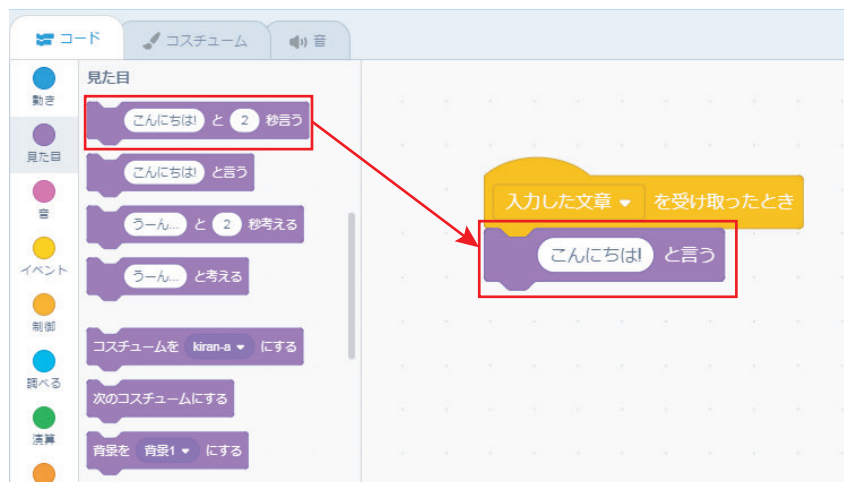 コード
コスチューム
音
動き
見た目
音
イベント
制御
調べる
演算
見た目
こんにちは! と 2 秒言う
こんにちは! と言う
うーん... と 2 秒考える
うーん... と考える
コスチュームを kiran-a にする
次のコスチュームにする
背景を 背景1 にする
入力した文章 を受け取ったとき
こんにちは! と言う